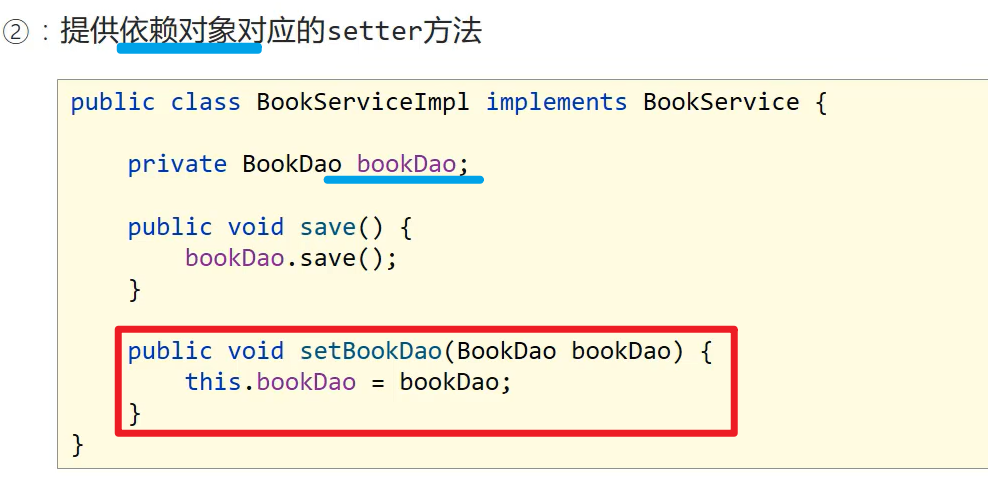 ②：提供依赖对象对应的setter方法
public class BookServiceImpl implements BookService {
private BookDao bookDao;
public void save() {
bookDao.save();
}
public void setBookDao(BookDao bookDao) {
this.bookDao = bookDao;
}
}